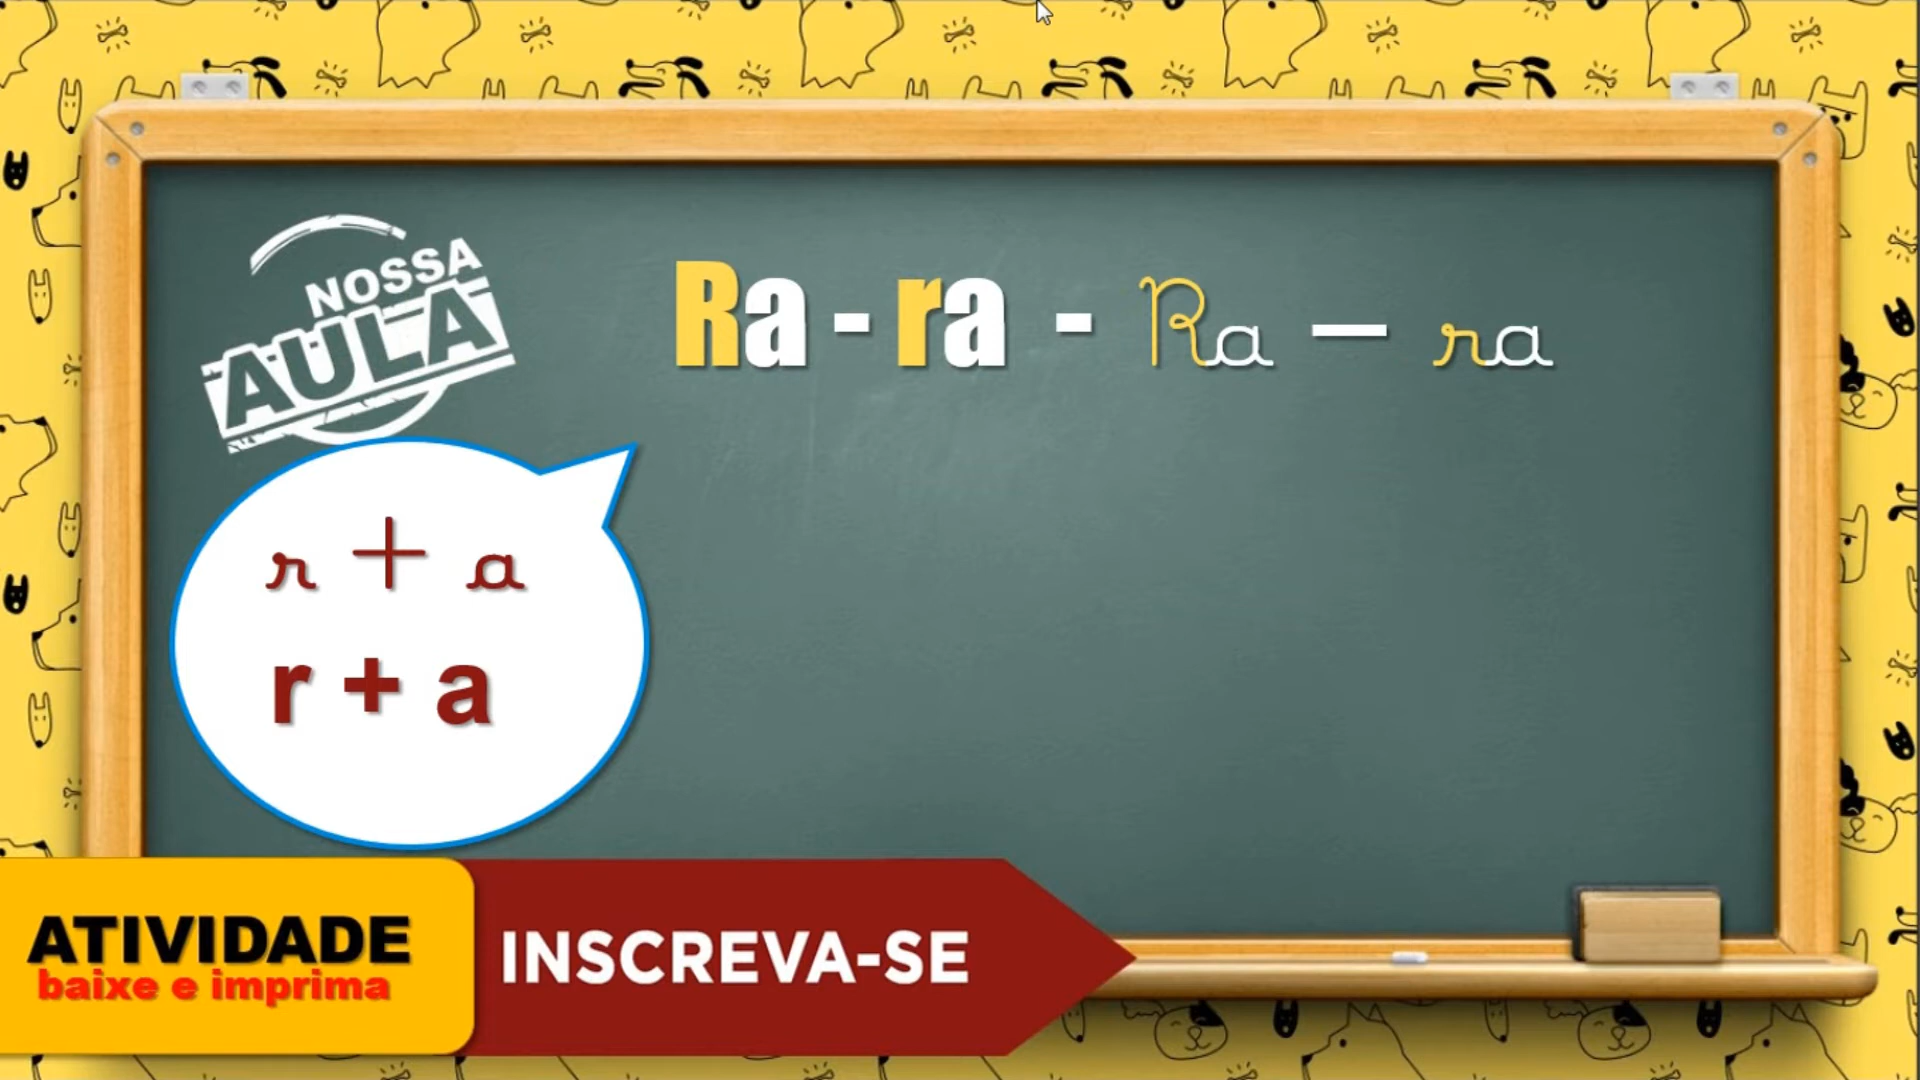 NOSSA
AULA
Ra - ra - Ra – ra
r + a
r + a
ATIVIDADE
baixe e imprima
INSCREVA-SE